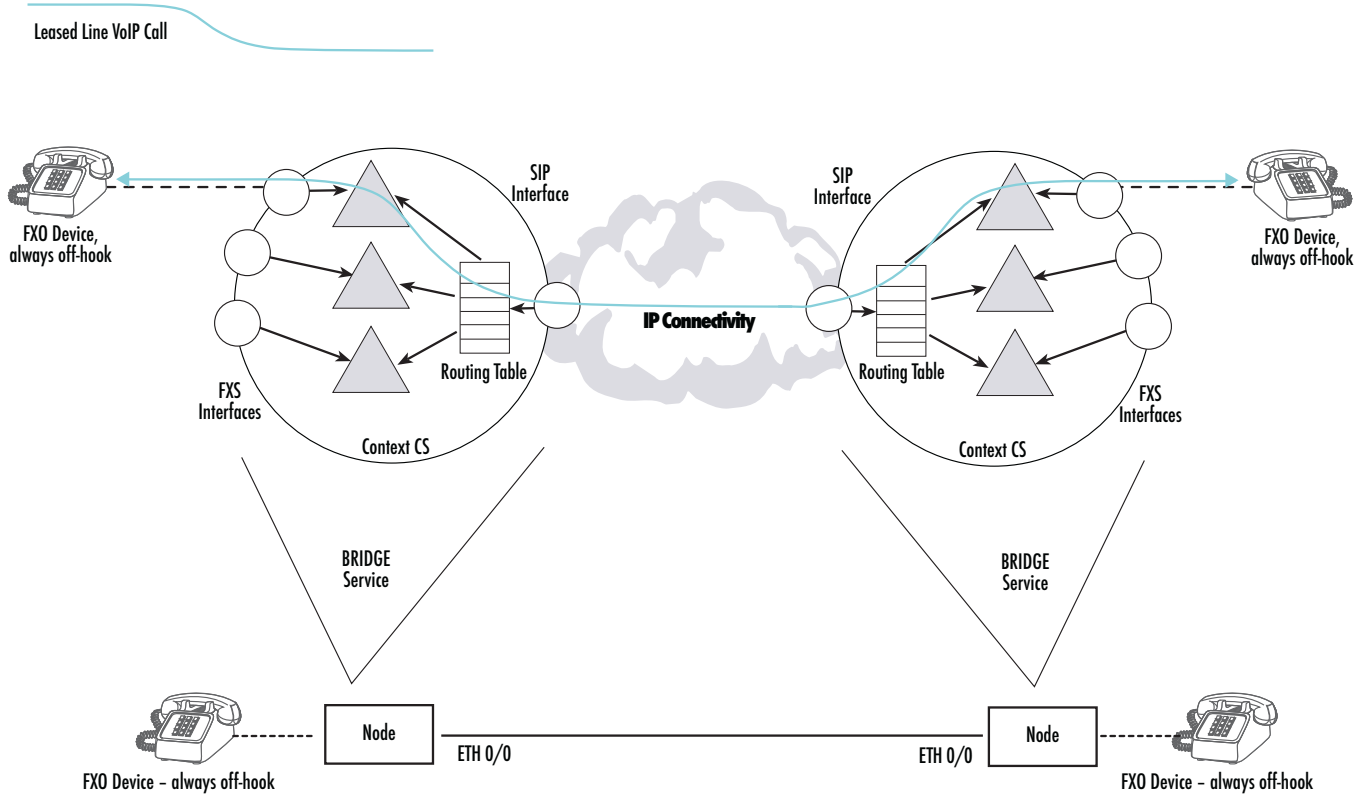 Leased Line VoIP Call
SIP
Interface
SIP
Interface
FXO Device,
always off-hook
FXO Device,
always off-hook
IP Connectivity
Routing Table
Routing Table
FXS
Interfaces
FXS
Interfaces
Context CS
Context CS
BRIDGE
Service
BRIDGE
Service
Node
ETH 0/0
ETH 0/0
Node
FXO Device – always off-hook
FXO Device – always off-hook